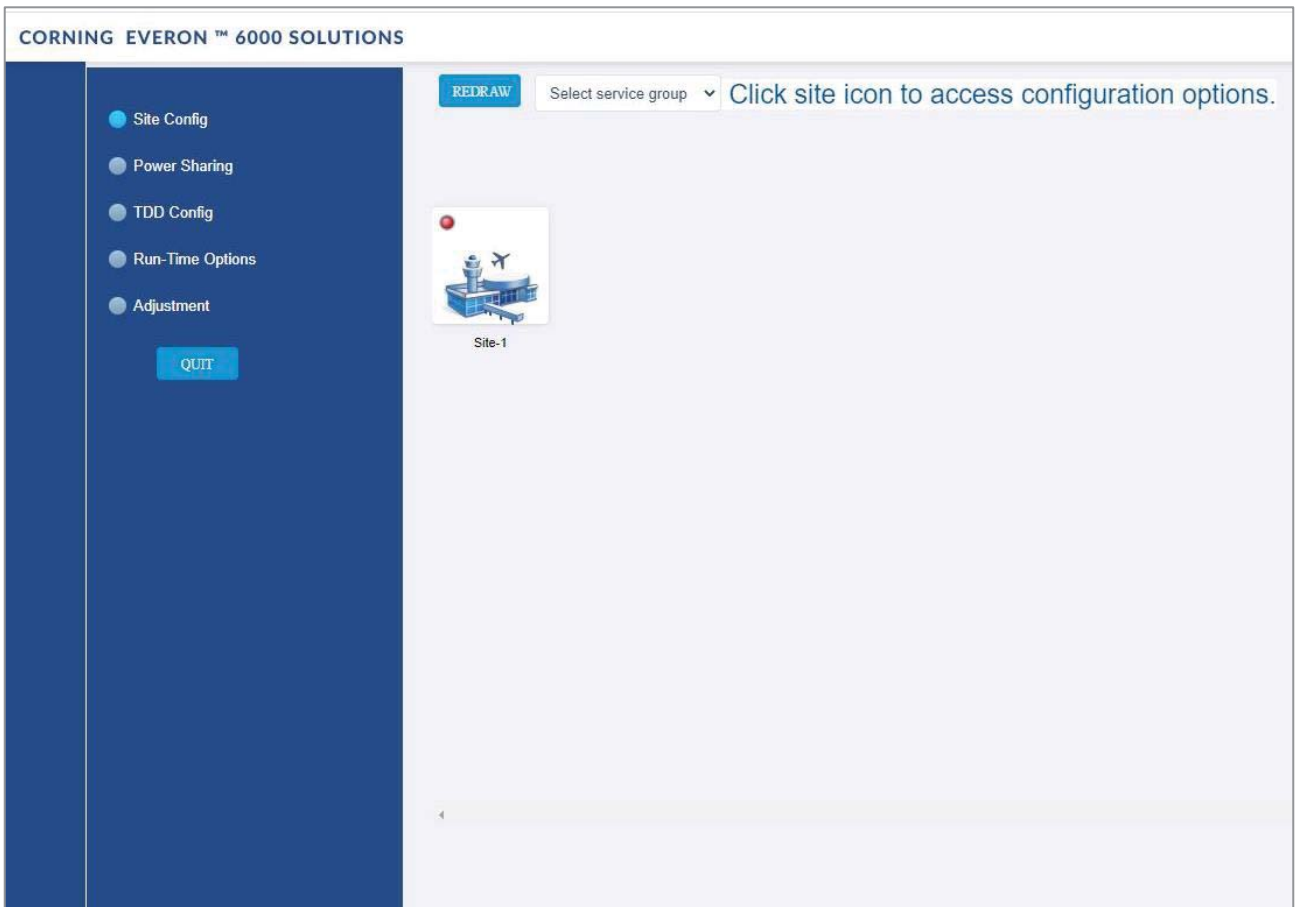 CORNING EVERON ™ 6000 SOLUTIONS
Site Config
Power Sharing
TDD Config
Run-Time Options
Adjustment
QUIT
REDRAW
Select service group
Click site icon to access configuration options.
Site-1